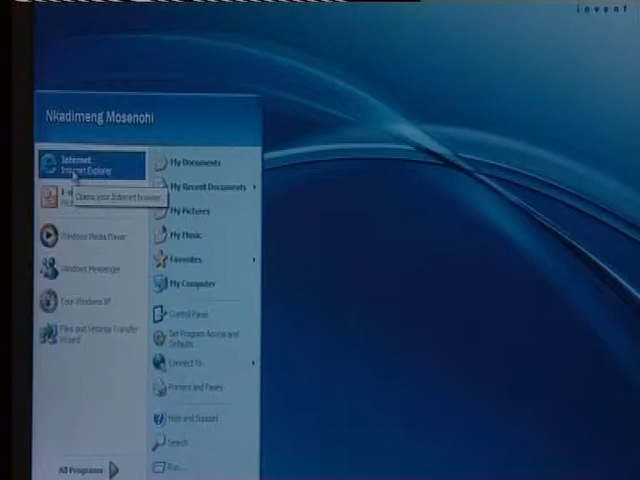 invent
Nkadimeng Mosenohi
Internet
Internet Explorer
Opens your Internet browser.
Windows Media Player
Windows Messenger
Tour Windows XP
Files and Settings Transfer
Wizard
All Programs
My Documents
My Recent Documents
My Pictures
My Music
Favorites
My Computer
Control Panel
Set Program Access and
Defaults
Connect To
Printers and Faxes
Help and Support
Search
Run...